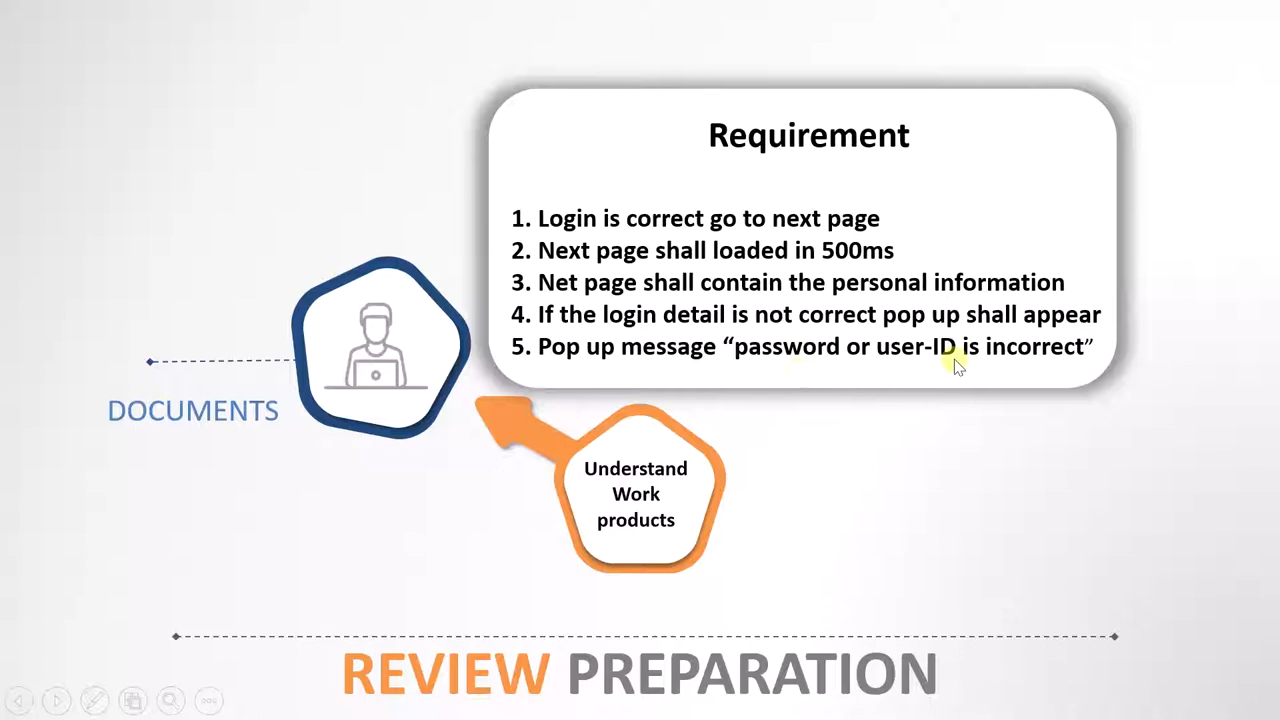 Requirement
1. Login is correct go to next page
2. Next page shall loaded in 500ms
3. Net page shall contain the personal information
4. If the login detail is not correct pop up shall appear
5. Pop up message “password or user-ID is incorrect”
DOCUMENTS
Understand
Work
products
REVIEW PREPARATION